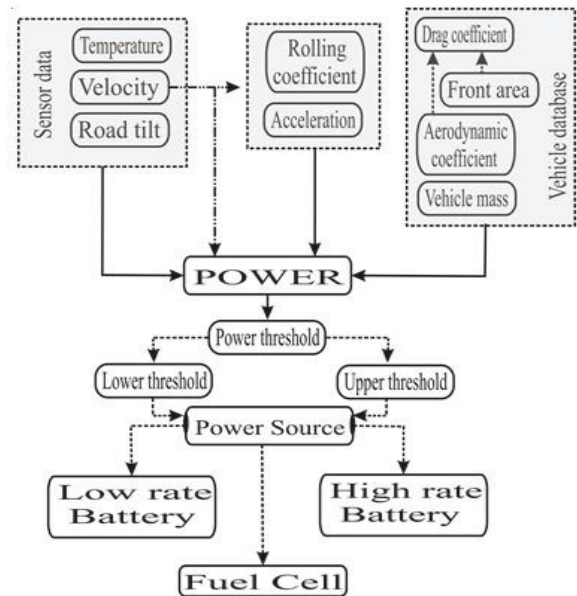 Sensor data
Temperature
Velocity
Road tilt
Rolling
coefficient
Acceleration
Drag coefficient
Front area
Aerodynamic
coefficient
Vehicle mass
Vehicle database
POWER
Power threshold
Lower threshold
Upper threshold
Power Source
Low rate
Battery
High rate
Battery
Fuel Cell